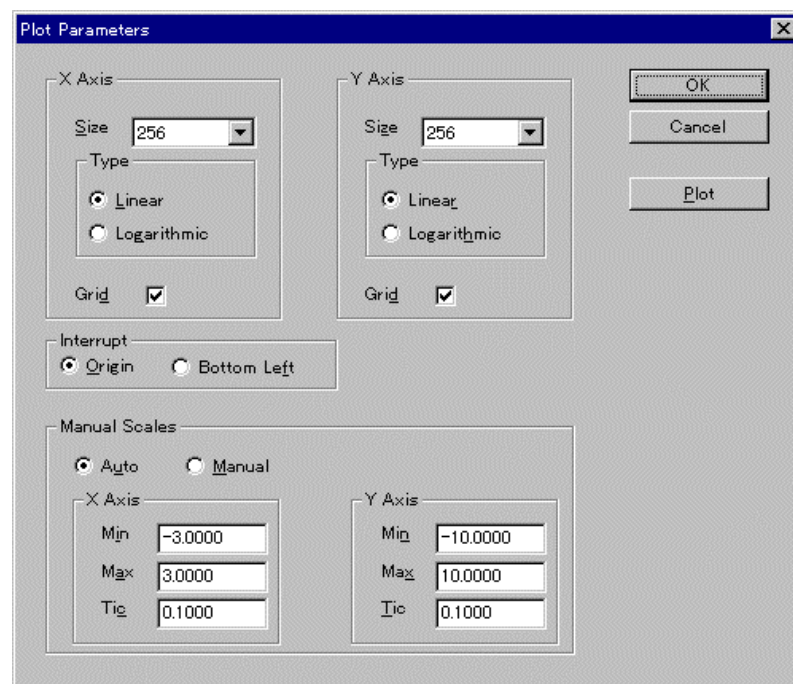 Plot Parameters
X Axis
Size 256
Type
Linear
Logarithmic
Grid
Y Axis
Size 256
Type
Linear
Logarithmic
Grid
OK
Cancel
Plot
Interrupt
Origin Bottom Left
Manual Scales
Auto Manual
X Axis
Min -3.0000
Max 3.0000
Tic 0.1000
Y Axis
Min -10.0000
Max 10.0000
Tic 0.1000